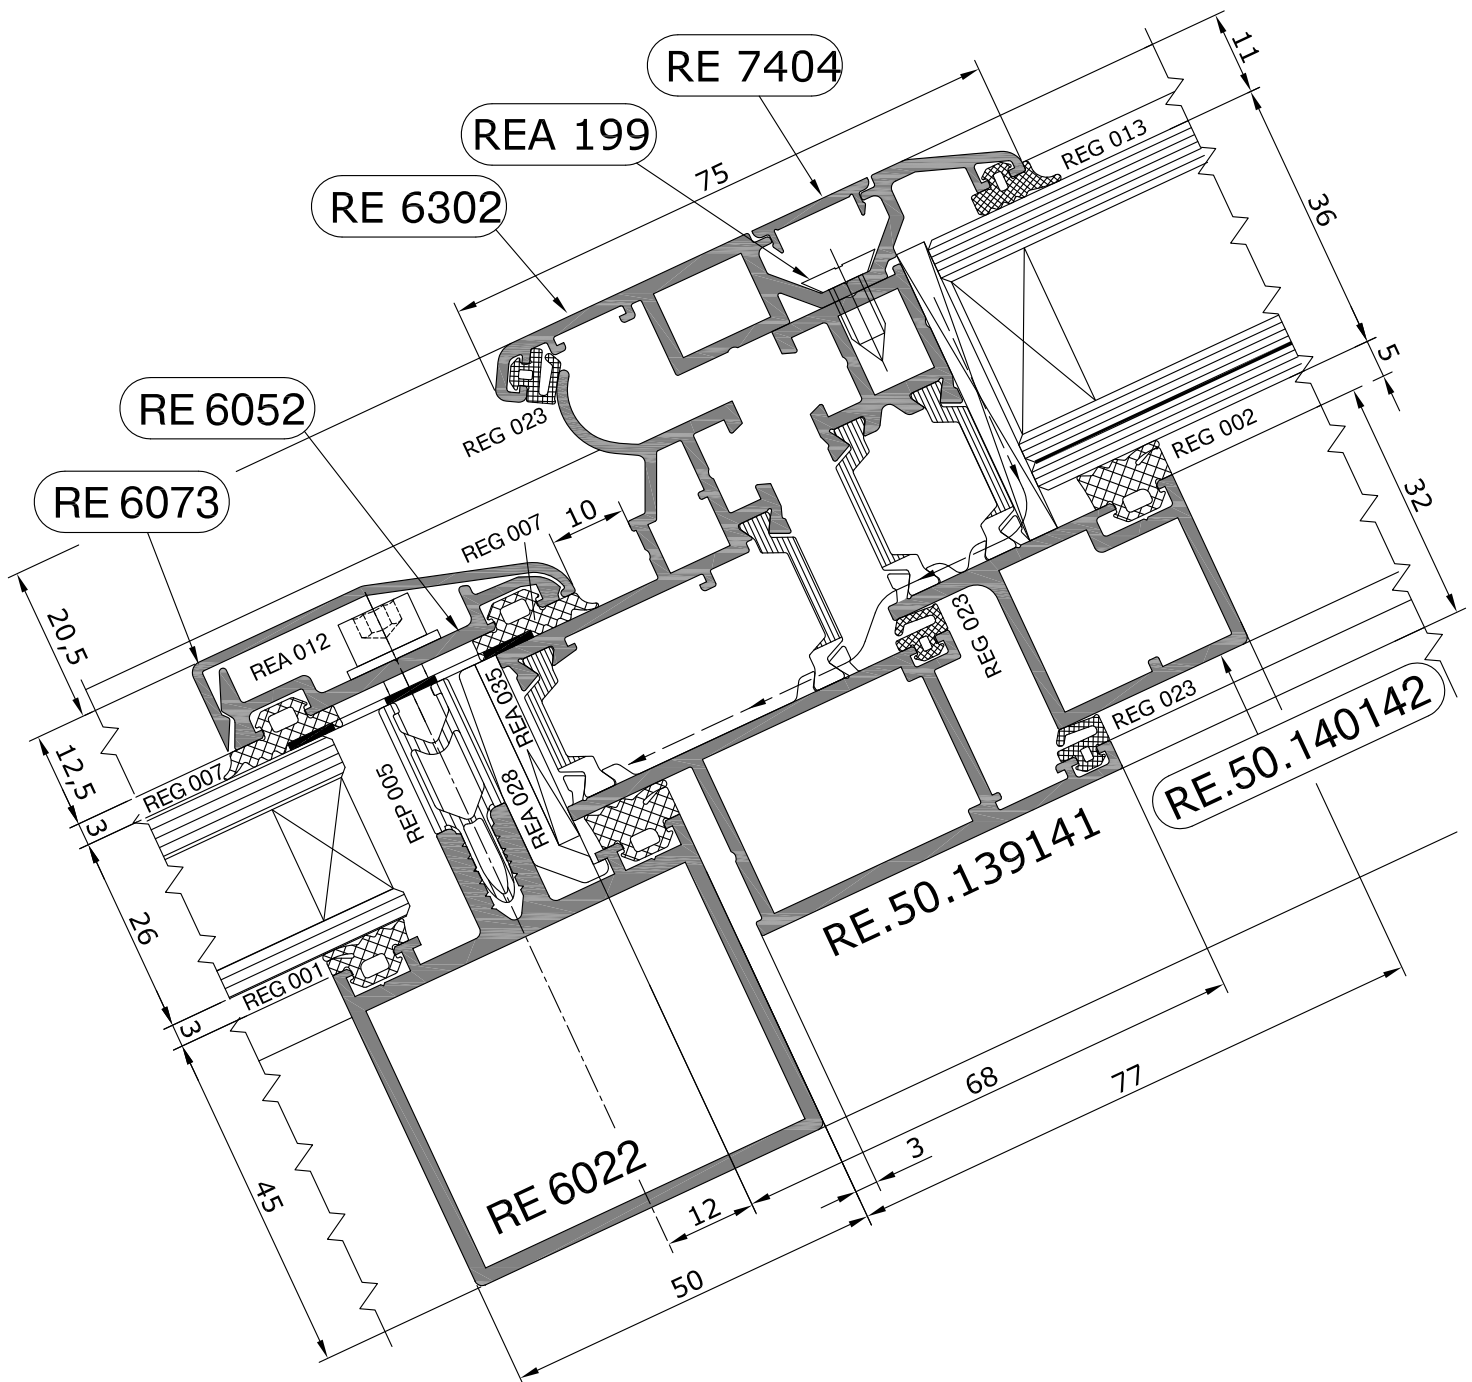 11
RE 7404
REA 199
REG 013
75
RE 6302
36
5
RE 6052
REG 023
REG 002
RE 6073
32
REG 007
10
20,5
REA 012
REG 023
REA 035
REG 023
12,5
REG 007
RE.50.140142
REP 005
REA 028
3
RE.50.139141
26
REG 001
3
68
77
3
RE 6022
45
12
50